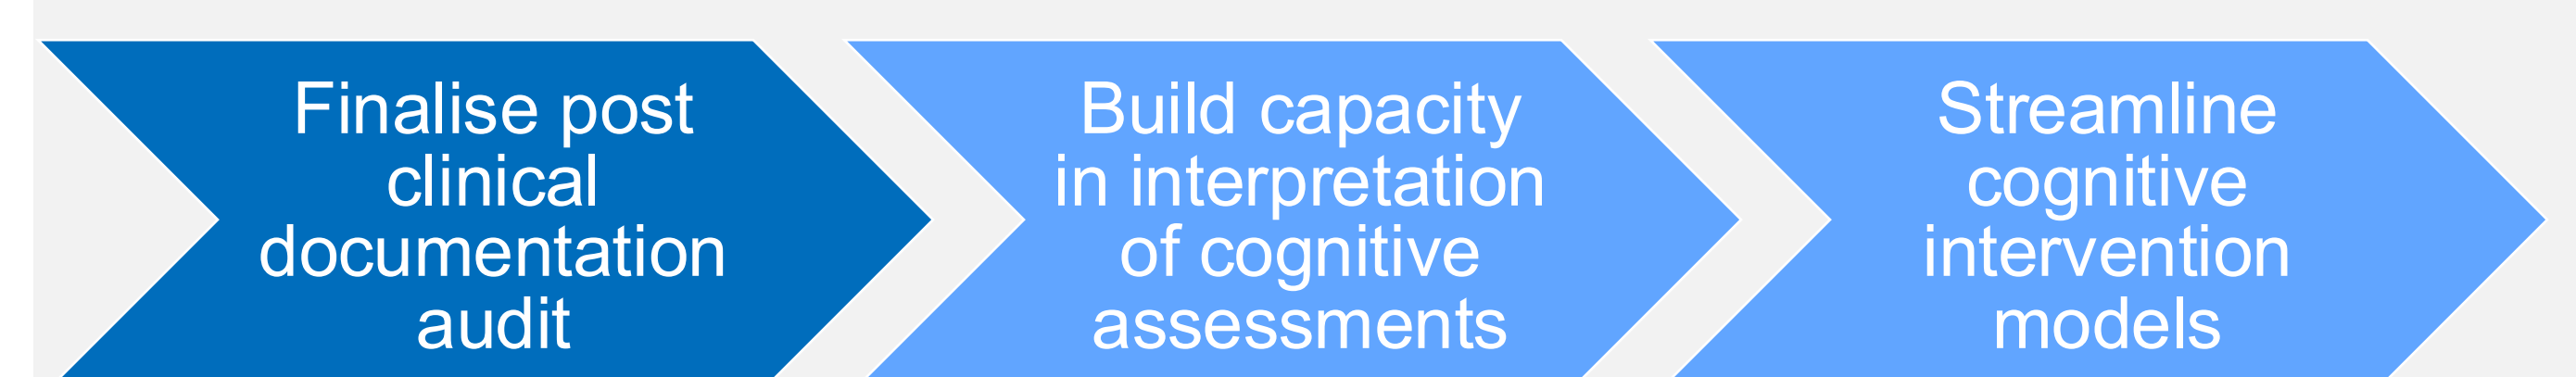 Finalise post
clinical
documentation
audit
Build capacity
in interpretation
of cognitive
assessments
Streamline
cognitive
intervention
models